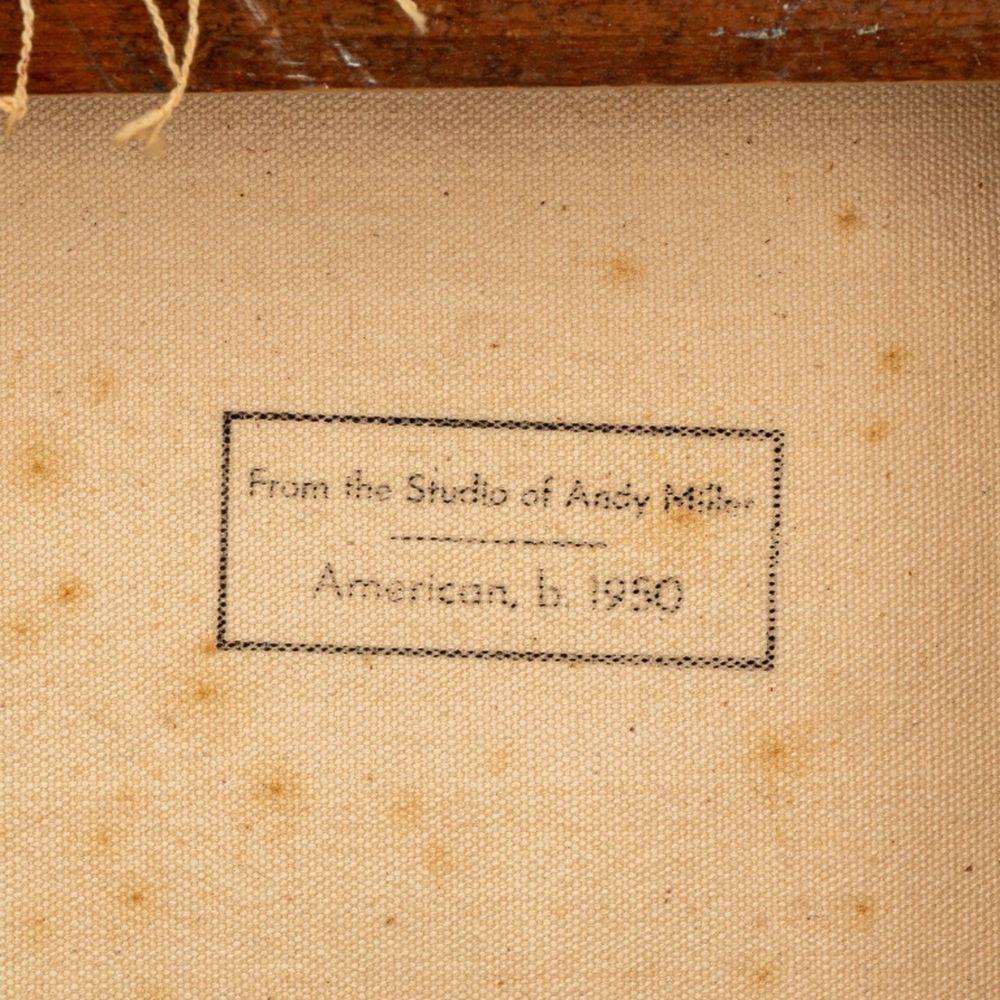 From the Studio of Andy Miller
American, b. 1950